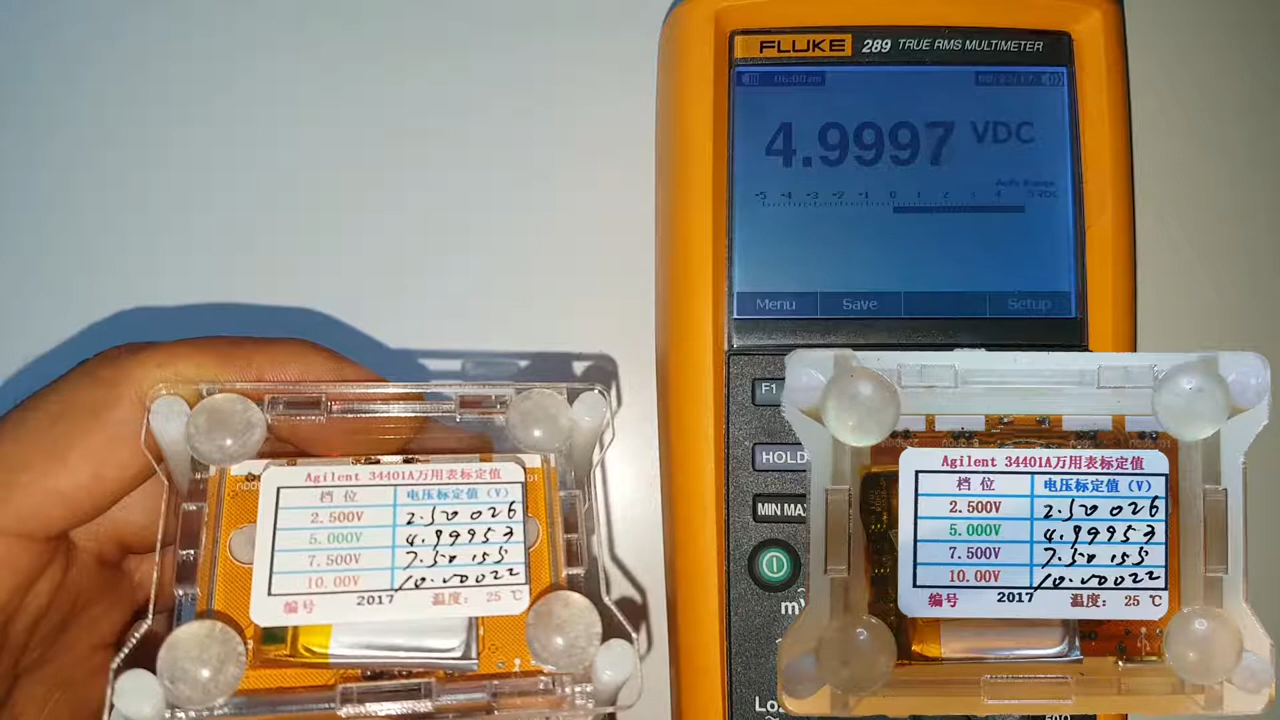 FLUKE 289 TRUE RMS MULTIMETER
06:00am
4.9997 VDC
Auto Range
-5 -4 -3 -2 -1 0 1 2 3 4 5 VDC
Menu Save Setup
F1
HOLD
MIN MAX
Agilent 34401A万用表标定值
档 位 电压标定值 (V)
2.500V 2.50026
5.000V 4.99953
7.500V 7.50155
10.00V 10.00022
编号 2017 温度: 25 ℃
Agilent 34401A万用表标定值
档 位 电压标定值 (V)
2.500V 2.50026
5.000V 4.99953
7.500V 7.50155
10.00V 10.00022
编号 2017 温度: 25 ℃